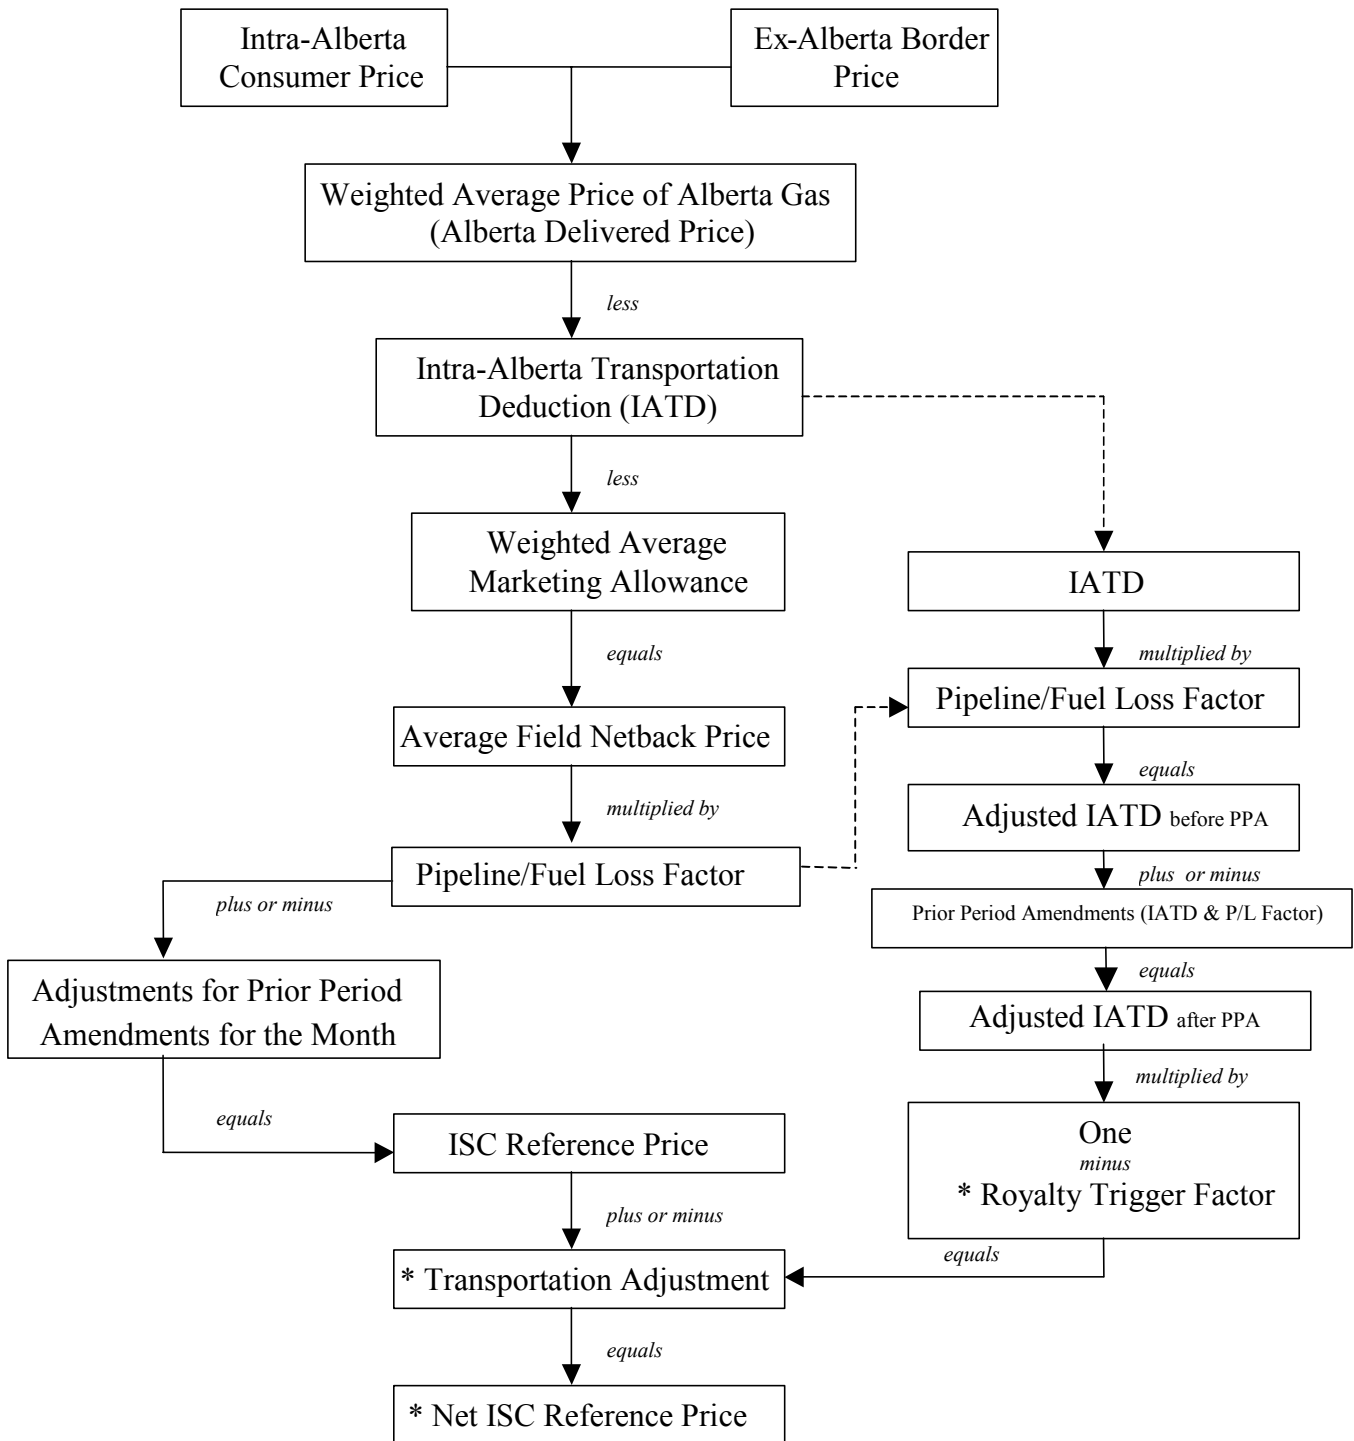 Intra-Alberta
Consumer Price
Ex-Alberta Border
Price
Weighted Average Price of Alberta Gas
(Alberta Delivered Price)
less
Intra-Alberta Transportation
Deduction (IATD)
less
Weighted Average
Marketing Allowance
equals
Average Field Netback Price
multiplied by
Pipeline/Fuel Loss Factor
plus or minus
Adjustments for Prior Period
Amendments for the Month
equals
ISC Reference Price
plus or minus
* Transportation Adjustment
equals
* Net ISC Reference Price
IATD
multiplied by
Pipeline/Fuel Loss Factor
equals
Adjusted IATD before PPA
plus or minus
Prior Period Amendments (IATD & P/L Factor)
equals
Adjusted IATD after PPA
multiplied by
One
minus
* Royalty Trigger Factor
equals